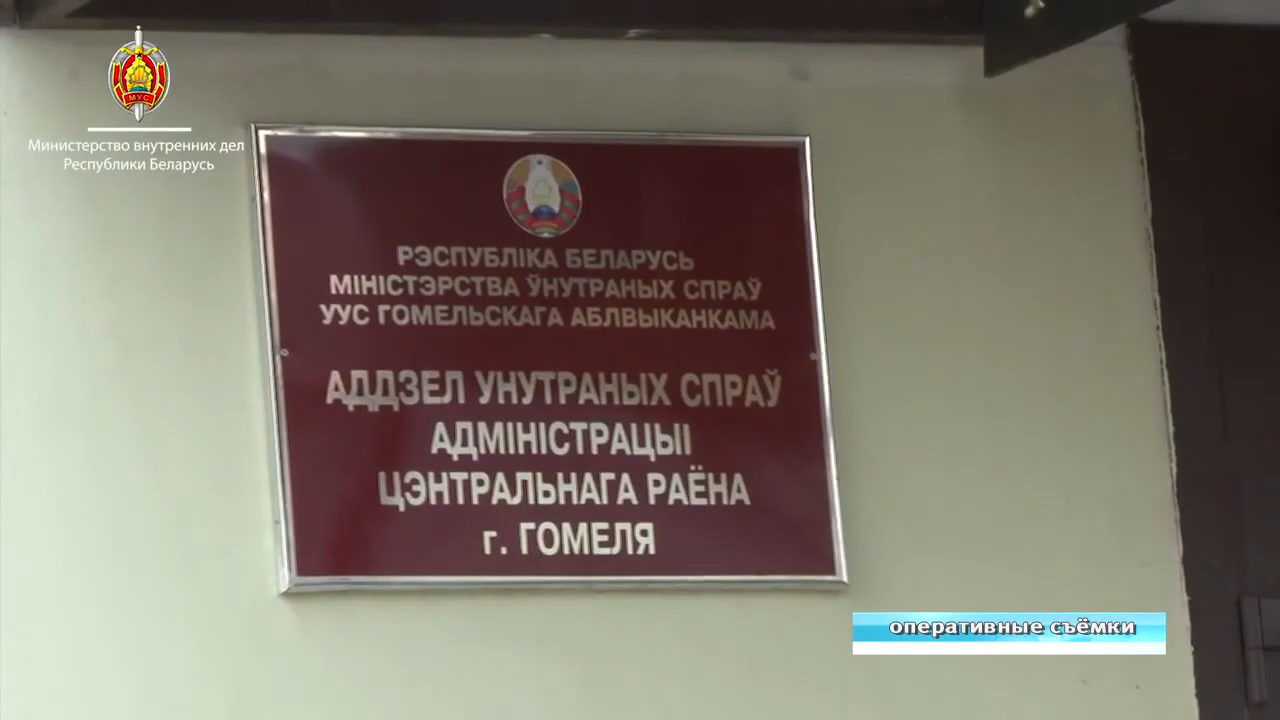 МУС
Министерство внутренних дел
Республики Беларусь
РЭСПУБЛІКА БЕЛАРУСЬ
МІНІСТЭРСТВА ЎНУТРАНЫХ СПРАЎ
УУС ГОМЕЛЬСКАГА АБЛВЫКАНКАМА
АДДЗЕЛ УНУТРАНЫХ СПРАЎ
АДМІНІСТРАЦЫІ
ЦЭНТРАЛЬНАГА РАЁНА
г. ГОМЕЛЯ
оперативные съёмки